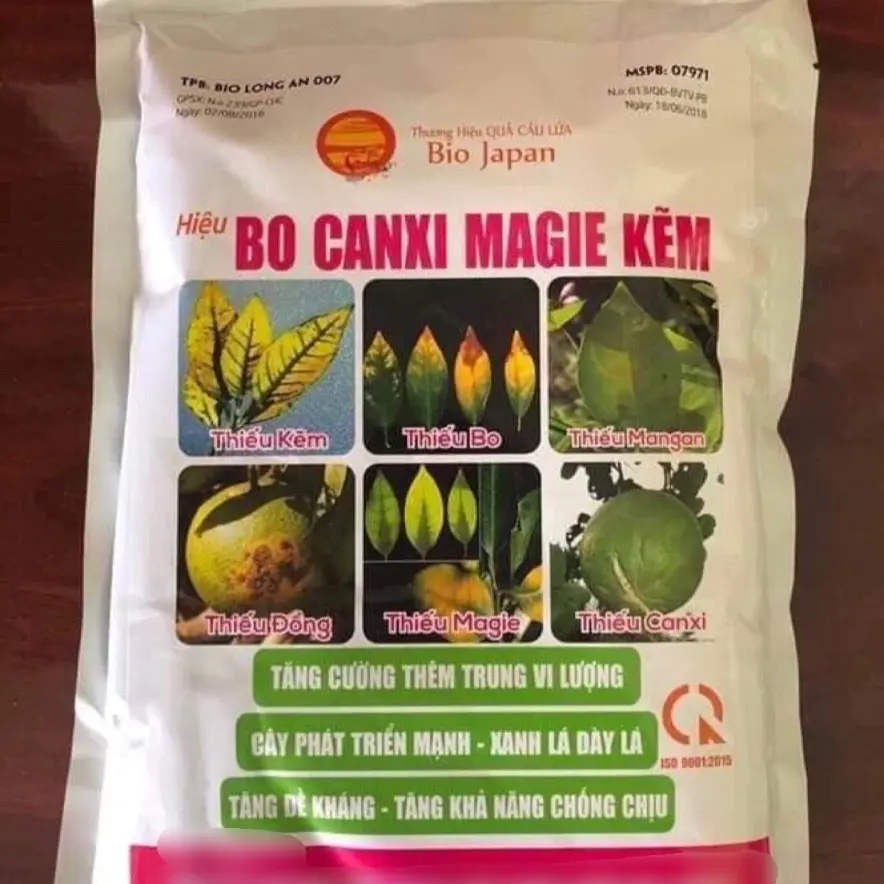 TPB: BIO LONG AN 007
MSPB: 07971
Ngày: 02/08/2018
Ngày: 18/06/2018
Thương Hiệu QUẢ CẦU LỬA
Bio Japan
Hiệu BO CANXI MAGIE KẼM
Thiếu Kẽm
Thiếu Bo
Thiếu Mangan
Thiếu Đồng
Thiếu Magie
Thiếu Canxi
TĂNG CƯỜNG THÊM TRUNG VI LƯỢNG
CÂY PHÁT TRIỂN MẠNH - XANH LÁ DÀY LÁ
ISO 9001:2015
TĂNG ĐỀ KHÁNG - TĂNG KHẢ NĂNG CHỐNG CHỊU